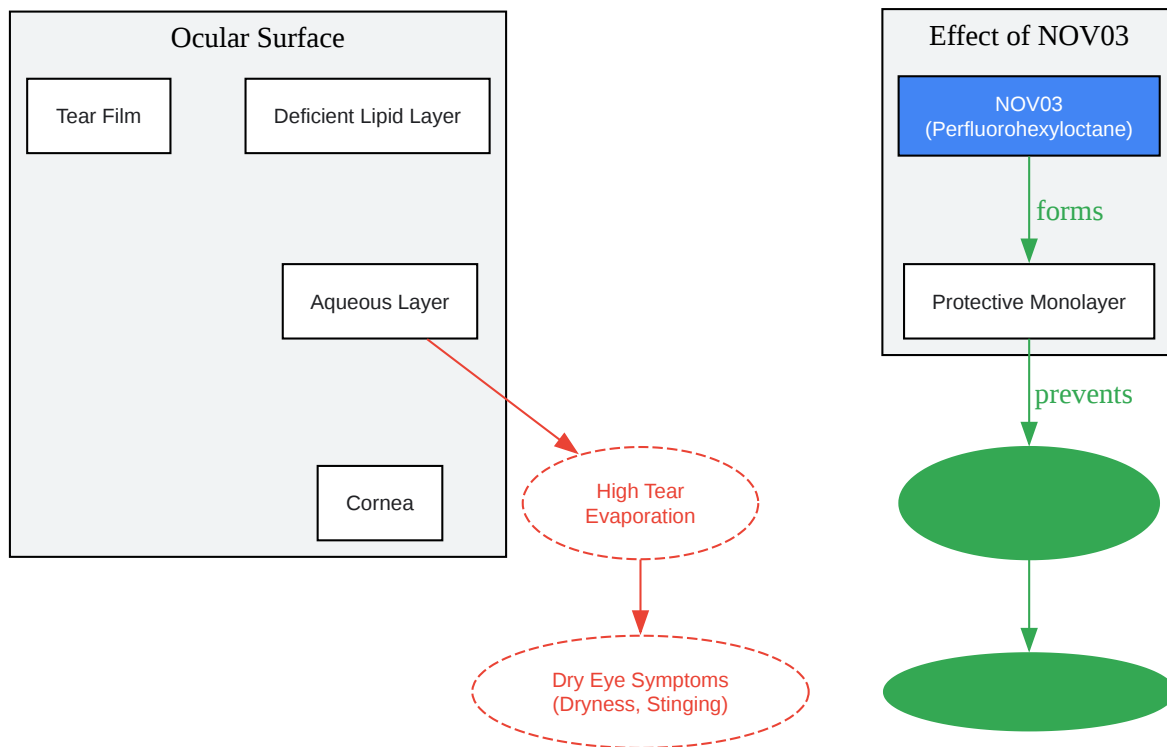 Ocular Surface
Tear Film
Deficient Lipid Layer
Aqueous Layer
Cornea
High Tear
Evaporation
Dry Eye Symptoms
(Dryness, Stinging)
Effect of NOV03
NOV03
(Perfluorohexyloctane)
forms
Protective Monolayer
prevents